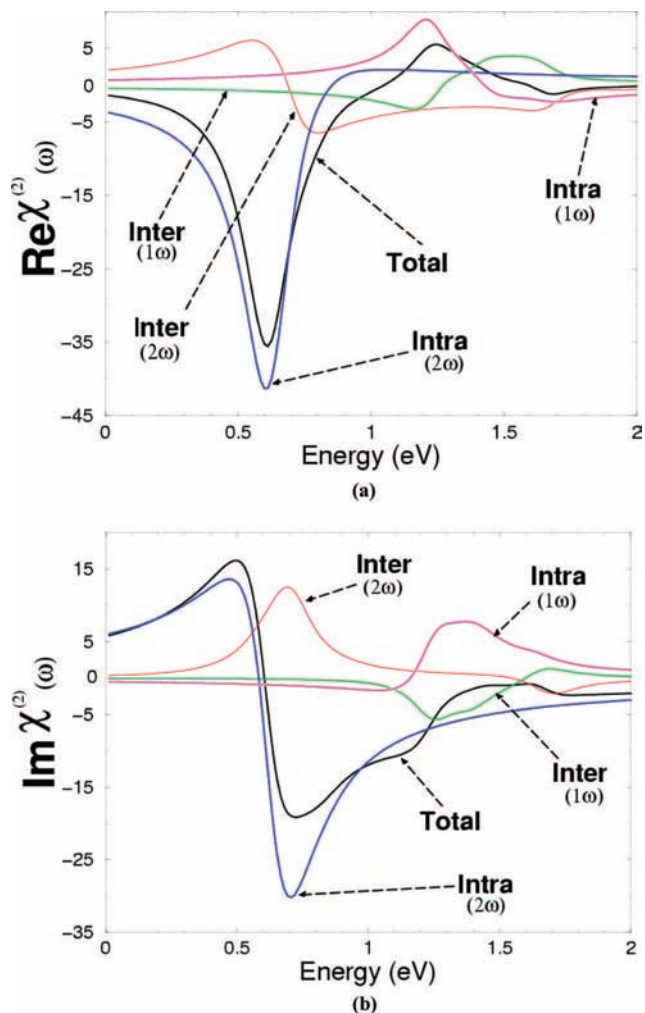 5
0
−5
−15
−25
−35
−45
Reχ(2) (ω)
Inter
(1ω)
Inter
(2ω)
Total
Intra
(2ω)
Intra
(1ω)
0 0.5 1 1.5 2
Energy (eV)
(a)
15
5
0
−5
−15
−25
−35
Im χ(2) (ω)
Inter
(2ω)
Intra
(1ω)
Inter
(1ω)
Total
Intra
(2ω)
0 0.5 1 1.5 2
Energy (eV)
(b)